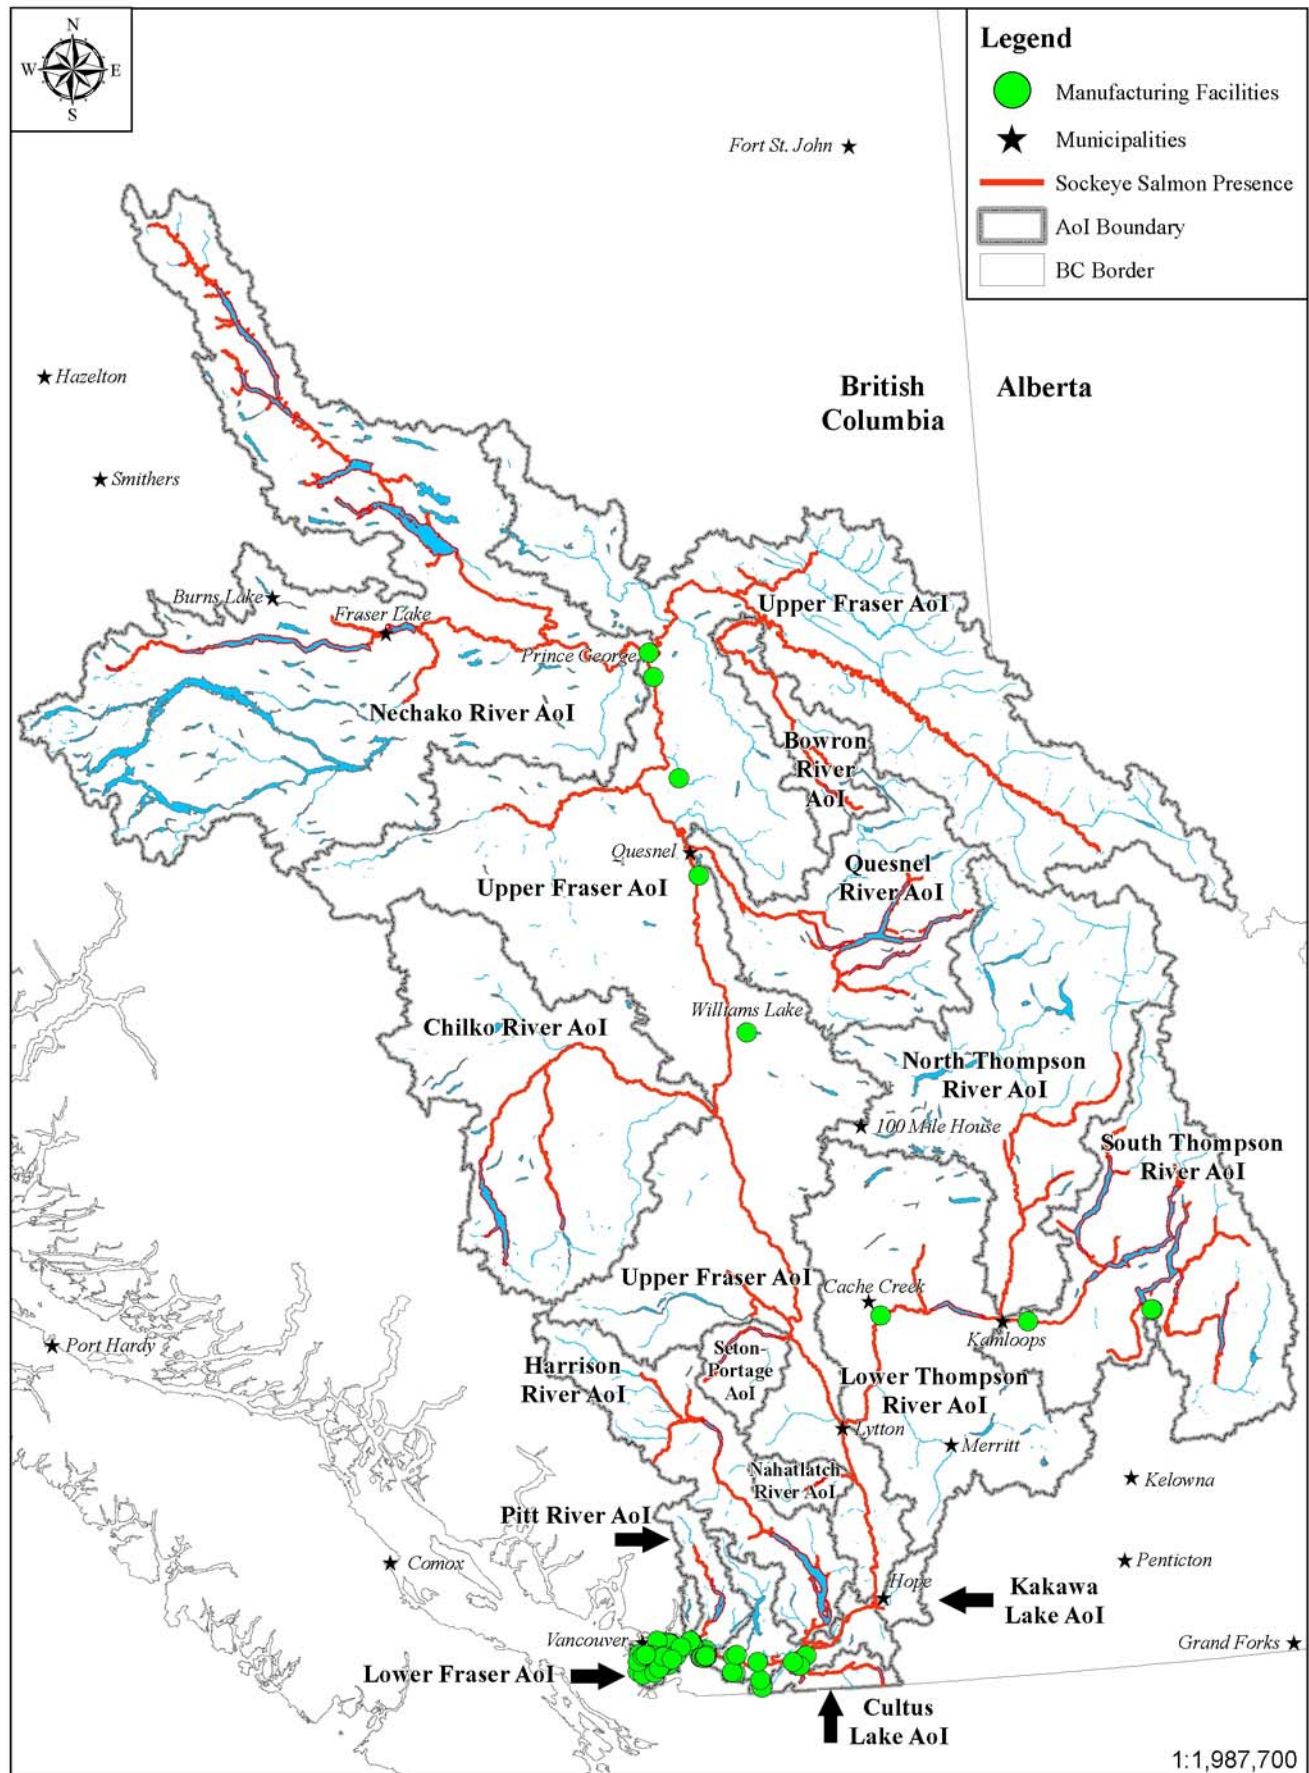 N
W
E
S
Legend
Manufacturing Facilities
Municipalities
Sockeye Salmon Presence
AoI Boundary
BC Border
Fort St. John
Hazelton
British
Columbia
Alberta
Smithers
Burns Lake
Fraser Lake
Upper Fraser AoI
Prince George
Nechako River AoI
Bowron
River
AoI
Quesnel
Quesnel
River AoI
Upper Fraser AoI
Williams Lake
Chilko River AoI
North Thompson
River AoI
100 Mile House
South Thompson
River AoI
Upper Fraser AoI
Cache Creek
Port Hardy
Kamloops
Seton-
Portage
AoI
Harrison
River AoI
Lower Thompson
River AoI
Lytton
Merritt
Nahatlatch
River AoI
Kelowna
Pitt River AoI
Comox
Penticton
Hope
Kakawa
Lake AoI
Vancouver
Grand Forks
Lower Fraser AoI
Cultus
Lake AoI
1:1,987,700